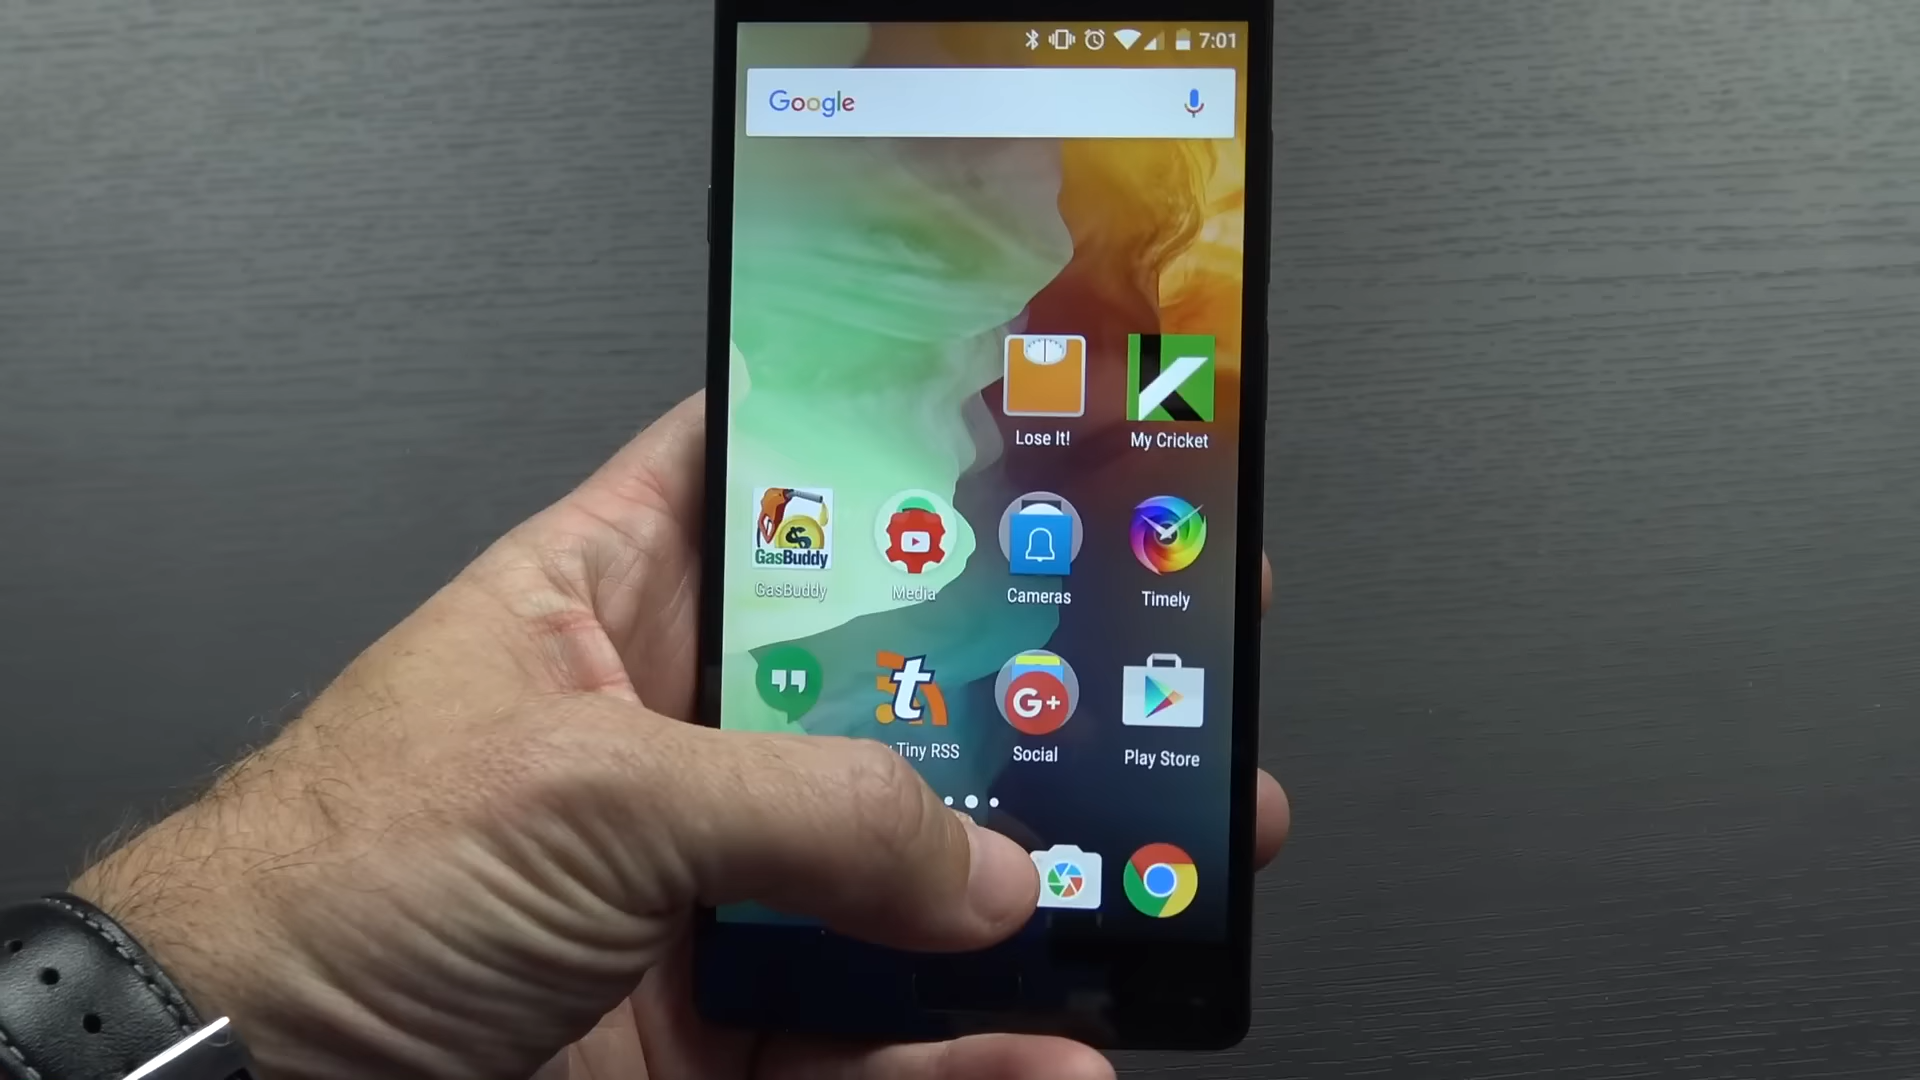 7:01
Google
Lose It!
My Cricket
GasBuddy
GasBuddy
Media
Cameras
Timely
t
G+
Tiny RSS
Social
Play Store